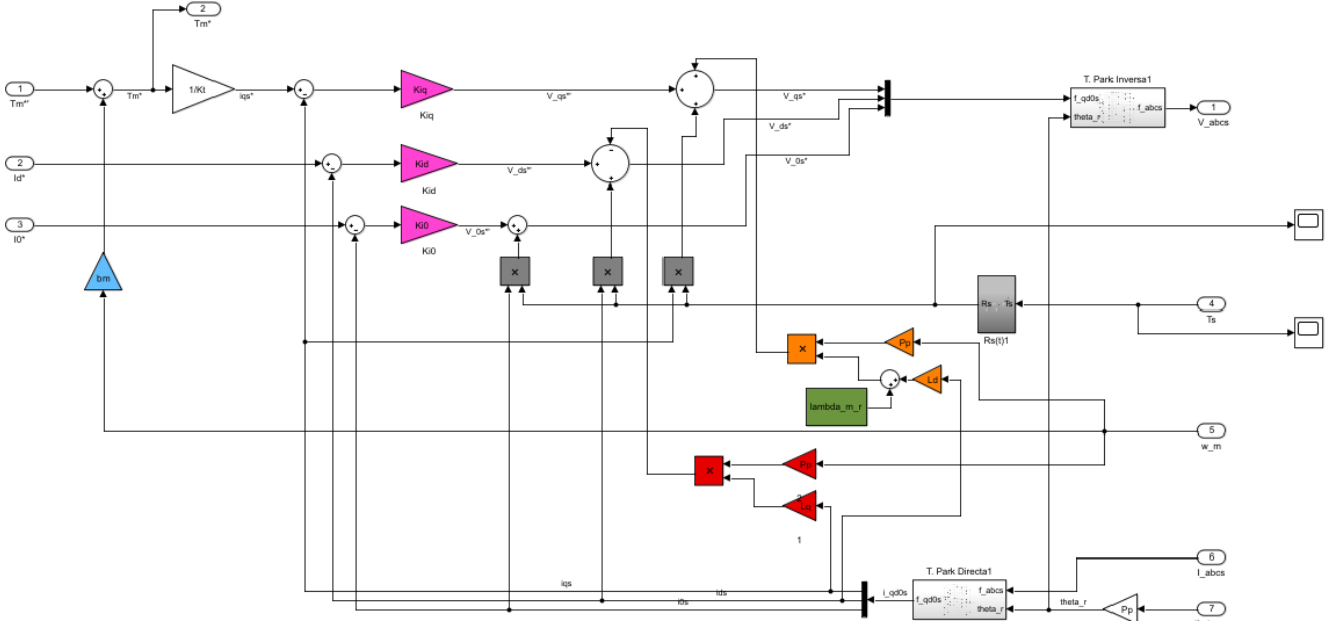 2
Tm*
T. Park Inversa1
1
Tm*'
Tm*
1/Kt
iqs*
Kiq
Kiq
V_qs*'
V_qs*
f_qd0s
theta_r
f_abcs
1
V_abcs
V_ds*
2
Id*
Kid
Kid
V_ds*'
V_0s*
3
I0*
Ki0
Ki0
V_0s*'
bm
×
×
×
Rs
Ts
Rs(t)1
4
Ts
×
Pp
Ld
lambda_m_r
5
w_m
×
Pp
2
Lq
1
6
I_abcs
T. Park Directa1
iqs
ids
i0s
i_qd0s
f_qd0s
f_abcs
theta_r
theta_r
Pp
7